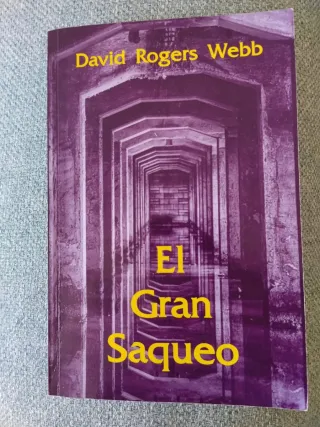 David Rogers Webb
El
Gran
Saqueo